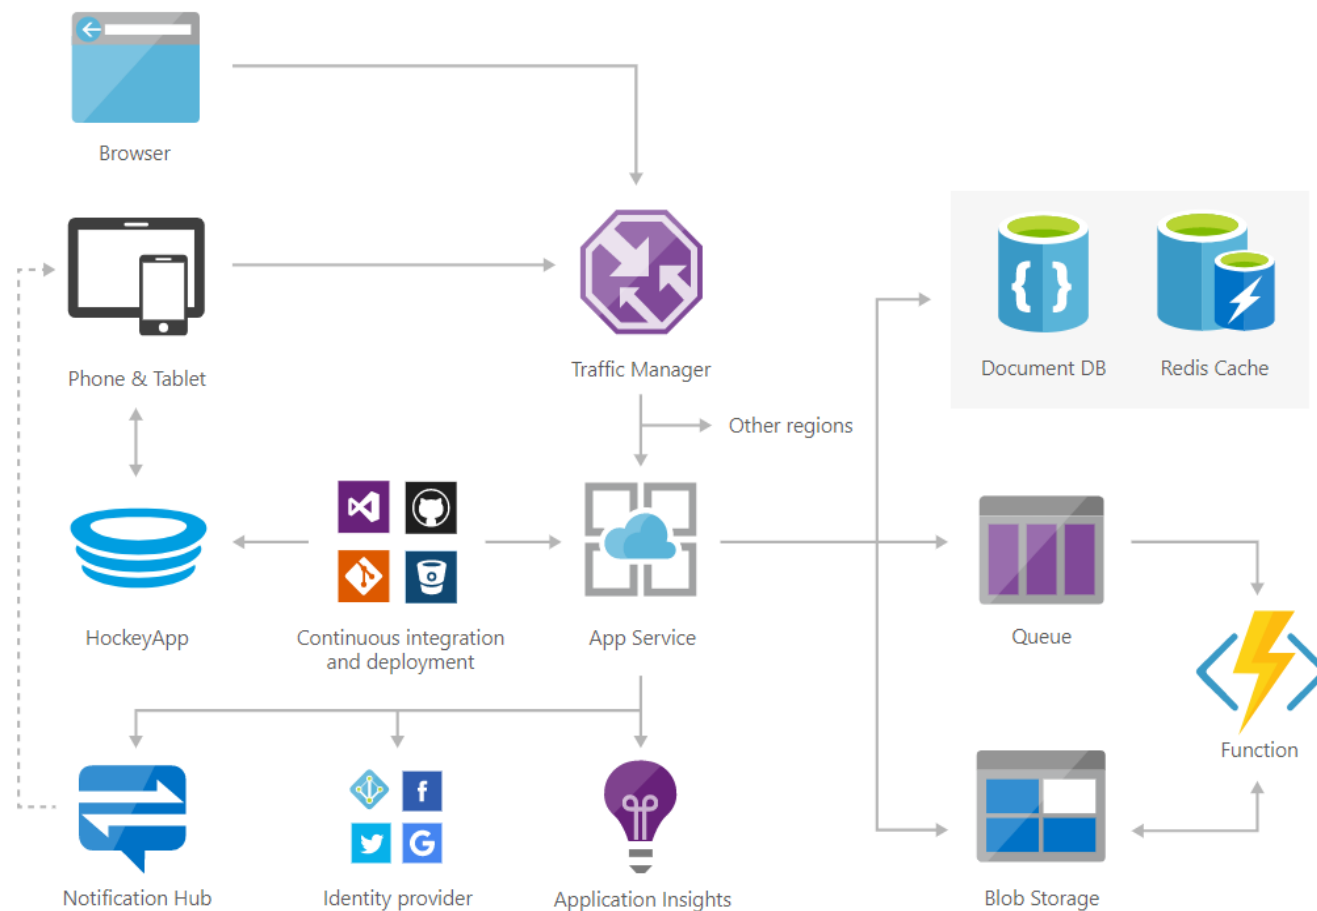 Browser
Phone & Tablet
Traffic Manager
Document DB
Redis Cache
Other regions
HockeyApp
Continuous integration
and deployment
App Service
Queue
Function
Notification Hub
Identity provider
Application Insights
Blob Storage